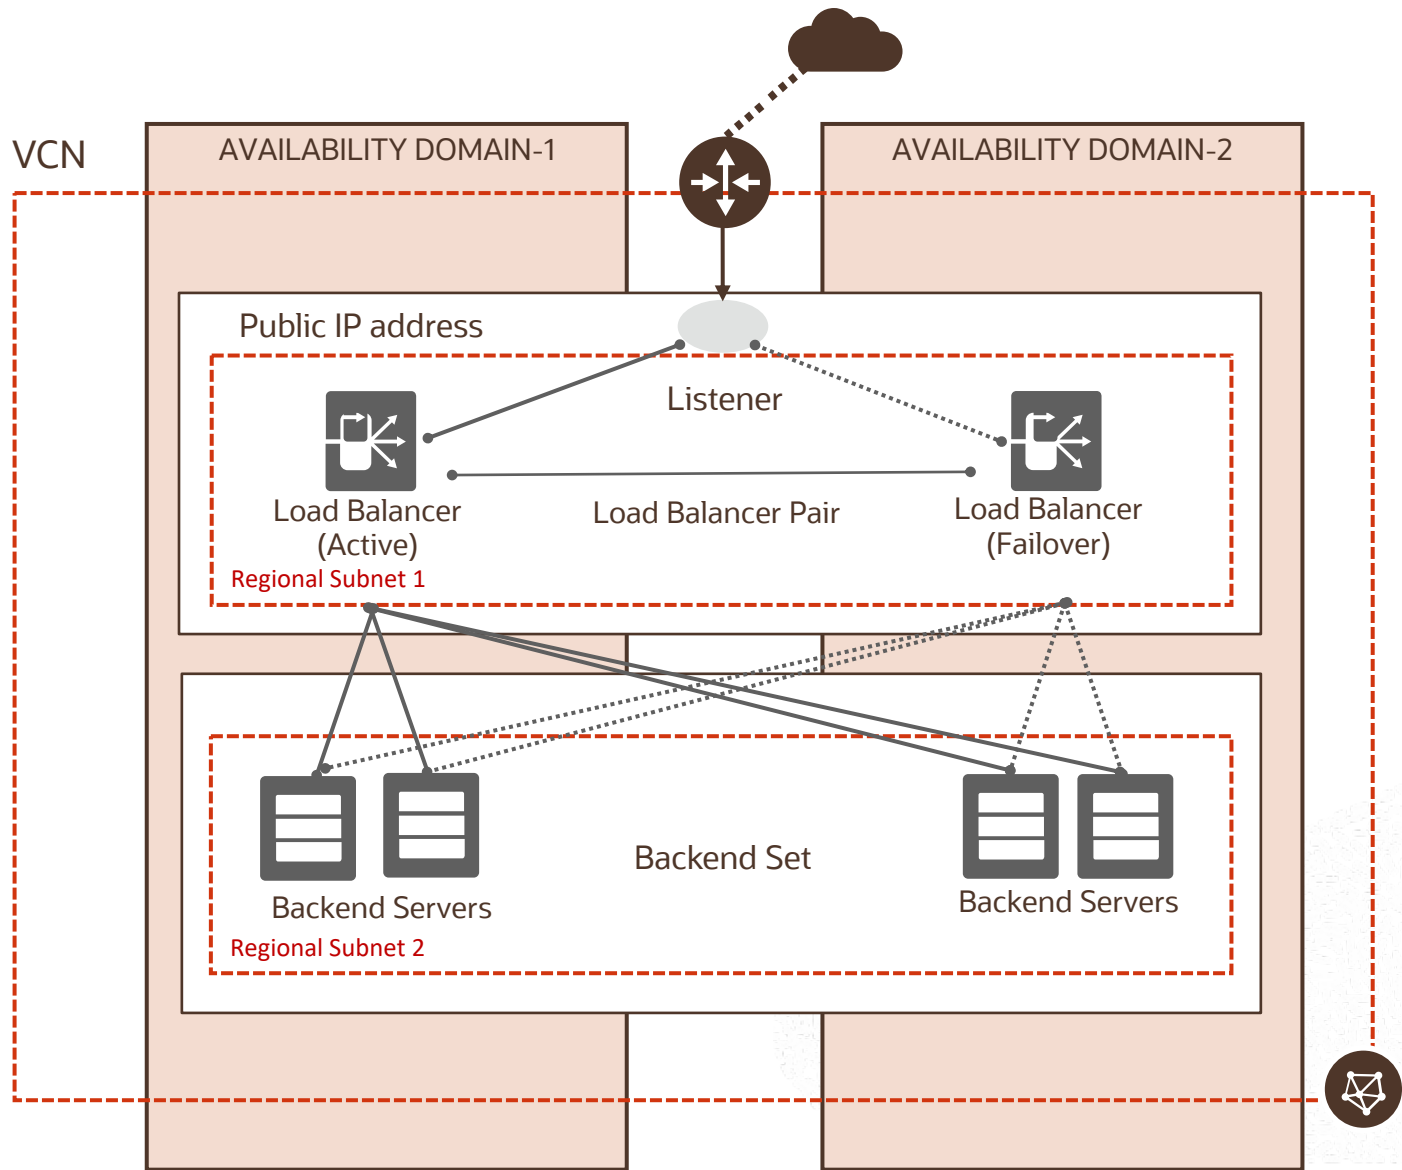 VCN
AVAILABILITY DOMAIN-1
AVAILABILITY DOMAIN-2
Public IP address
Listener
Load Balancer
(Active)
Load Balancer Pair
Load Balancer
(Failover)
Regional Subnet 1
Backend Set
Backend Servers
Backend Servers
Regional Subnet 2